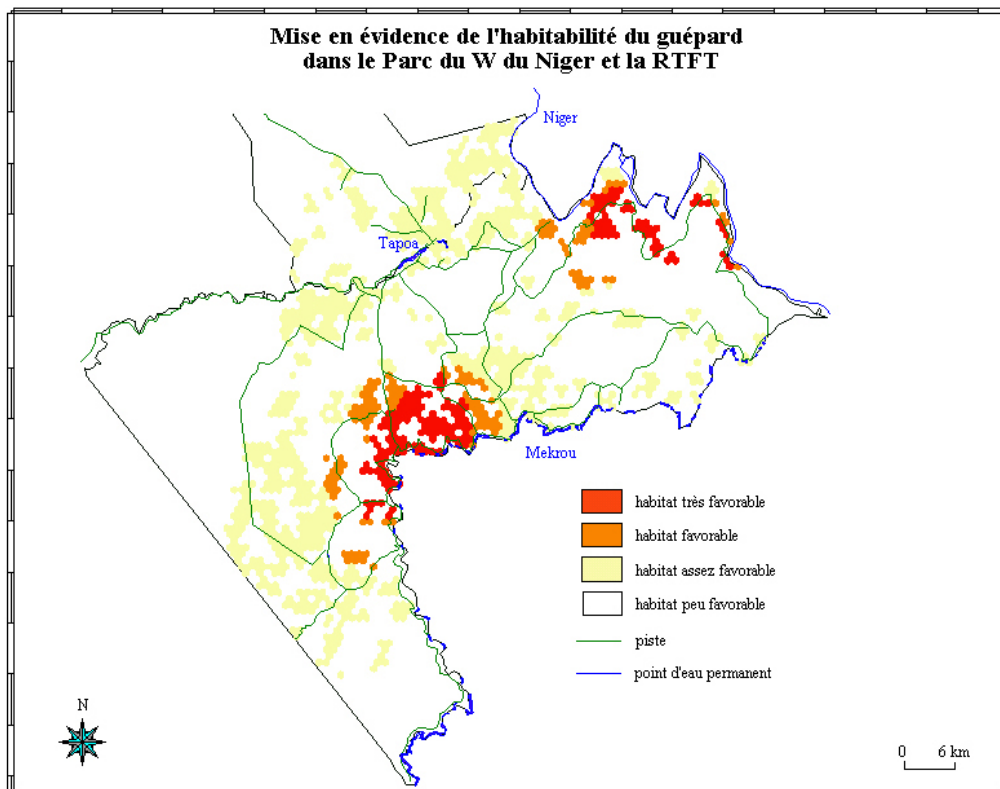 Mise en évidence de l'habitabilité du guépard
dans le Parc du W du Niger et la RTFT
Niger
Tapoa
Mekrou
habitat très favorable
habitat favorable
habitat assez favorable
habitat peu favorable
piste
point d'eau permanent
N
0 6 km